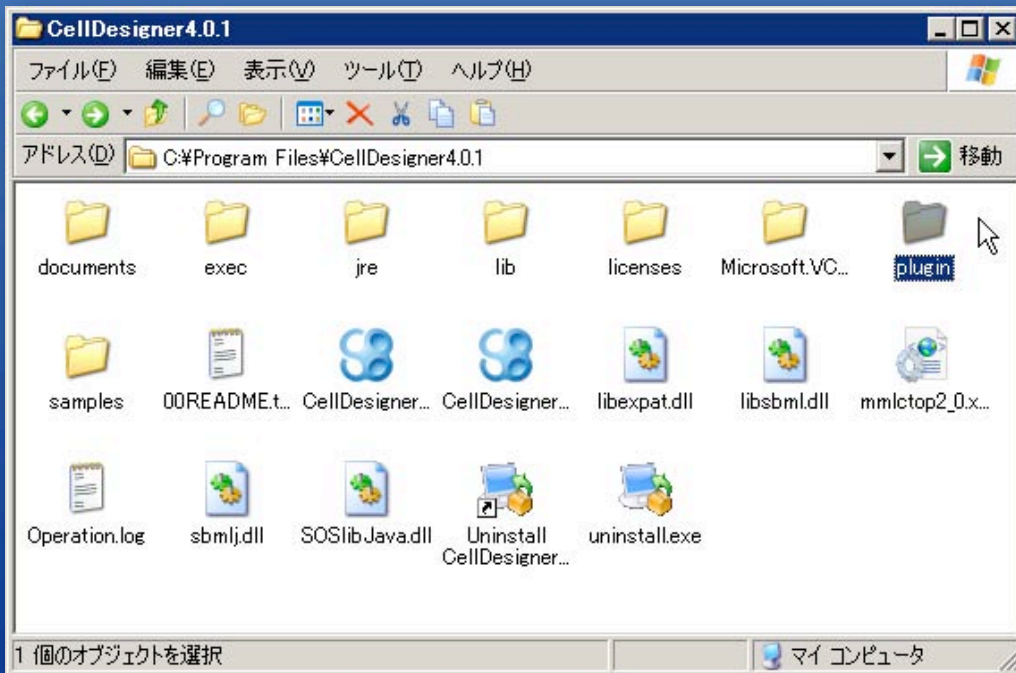 CellDesigner4.0.1
ファイル(F) 編集(E) 表示(V) ツール(T) ヘルプ(H)
アドレス(D) C:¥Program Files¥CellDesigner4.0.1 移動
documents exec jre lib licenses Microsoft.VC... plugin
samples 00README.t... CellDesigner... CellDesigner... libexpat.dll libsbml.dll mmlctop2_0.x...
Operation.log sbmlj.dll SOSlibJava.dll Uninstall uninstall.exe
CellDesigner...
1 個のオブジェクトを選択 マイ コンピュータ